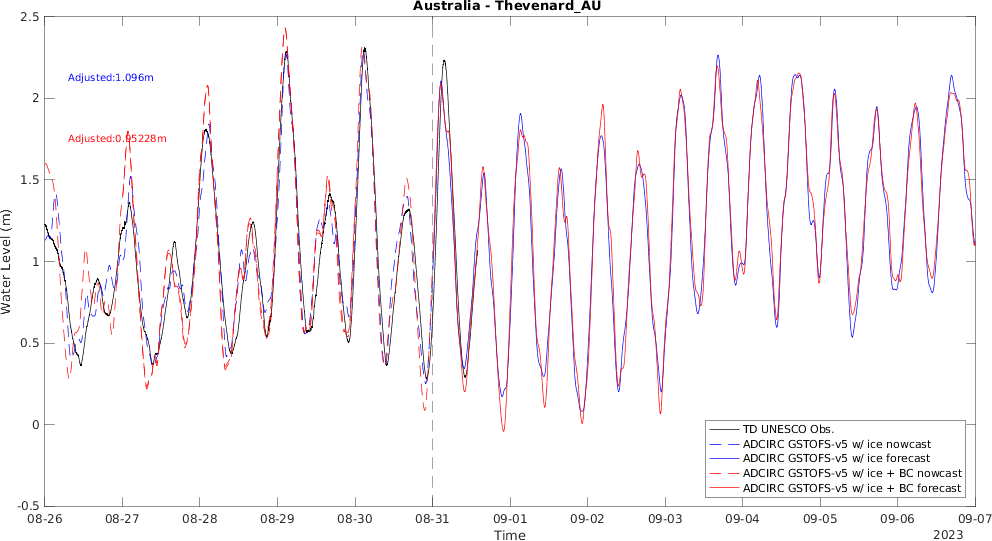 Australia - Thevenard_AU
2.5
2
1.5
1
0.5
0
-0.5
Water Level (m)
Adjusted:1.096m
Adjusted:0.95228m
TD UNESCO Obs.
ADCIRC GSTOFS-v5 w/ ice nowcast
ADCIRC GSTOFS-v5 w/ ice forecast
ADCIRC GSTOFS-v5 w/ ice + BC nowcast
ADCIRC GSTOFS-v5 w/ ice + BC forecast
08-26 08-27 08-28 08-29 08-30 08-31 09-01 09-02 09-03 09-04 09-05 09-06 09-07
Time
2023